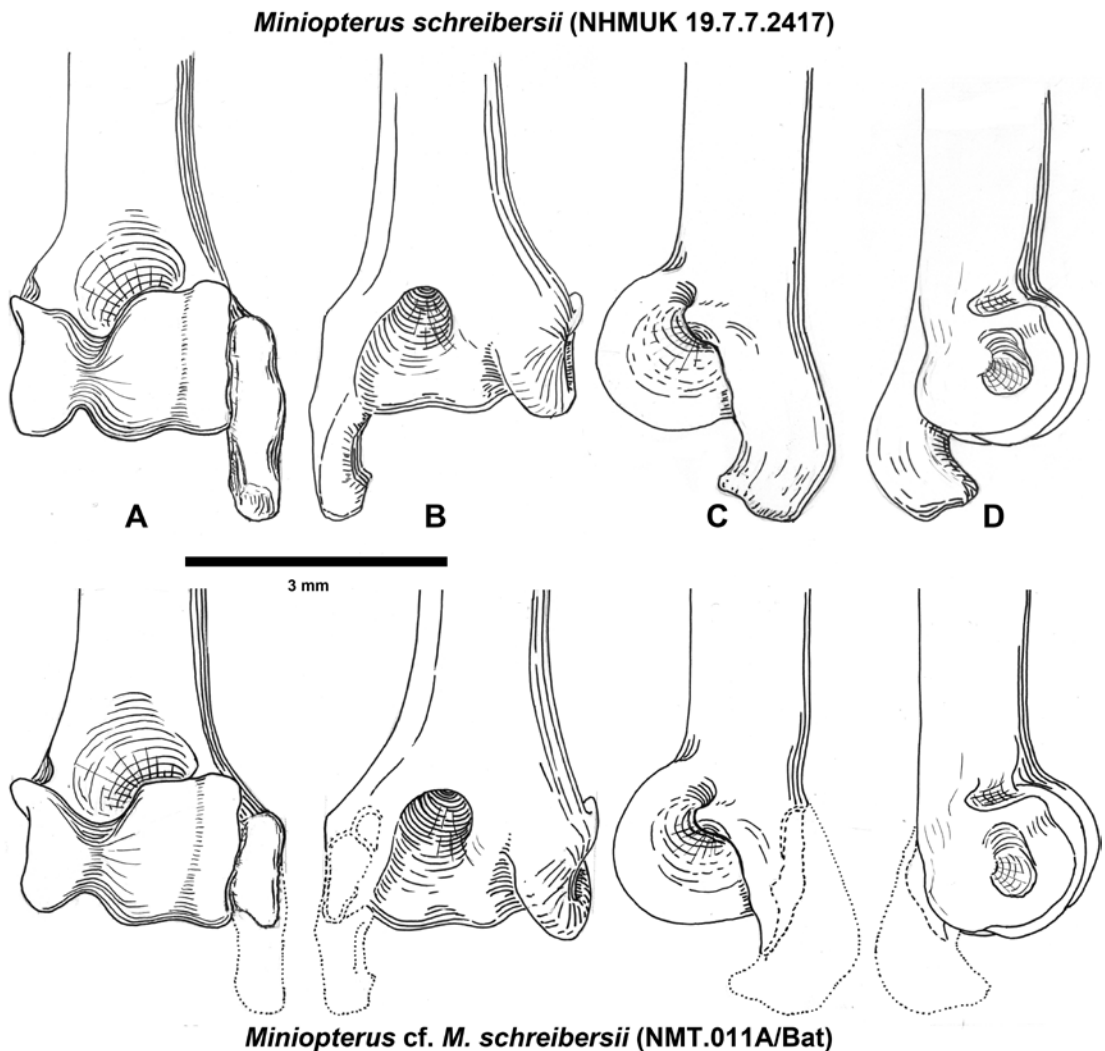 Miniopterus schreibersii (NHMUK 19.7.7.2417)
A B C D
3 mm
Miniopterus cf. M. schreibersii (NMT.011A/Bat)